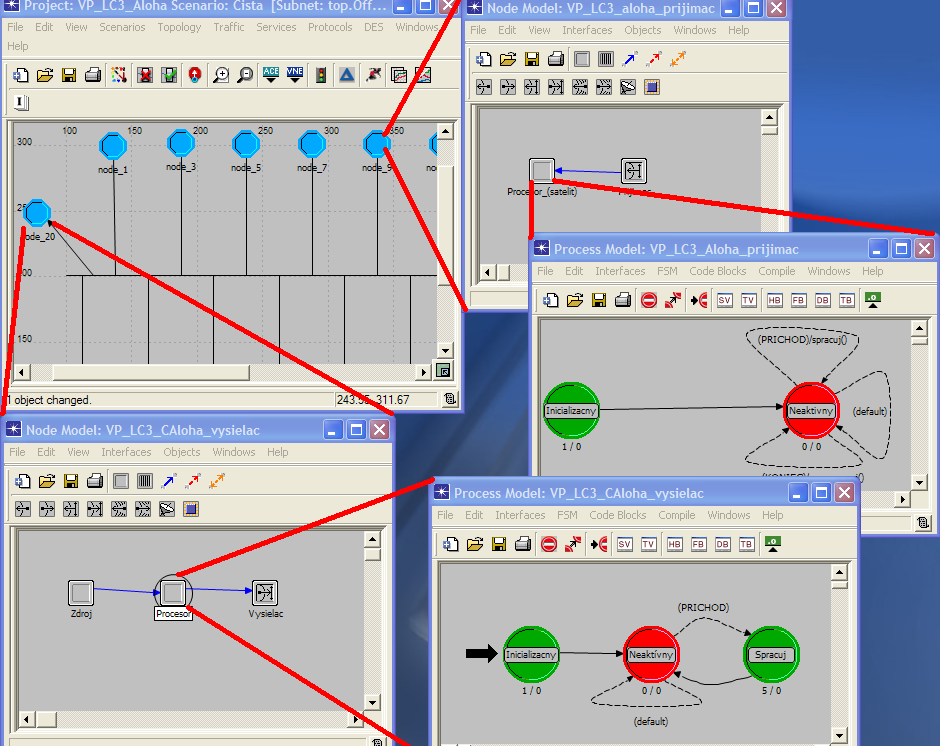 Project: VP_LC3_Aloha Scenario: Cista [Subnet: top.Off...
File Edit View Scenarios Topology Traffic Services Protocols DES Windows
Help
ACE VNE
100 150 200 250 300 350
300
node_1 node_3 node_5 node_7
node_20
150
1 object changed.
243.55, 311.67
Node Model: VP_LC3_aloha_prijimac
File Edit View Interfaces Objects Windows Help
Procesor_(satelit)
Process Model: VP_LC3_Aloha_prijimac
File Edit Interfaces FSM Code Blocks Compile Windows Help
SV TV HB FB DB TB
(PRICHOD)/spracuj()
Inicializacny
Neaktivny
(default)
1 / 0
0 / 0
Node Model: VP_LC3_CAloha_vysielac
File Edit View Interfaces Objects Windows Help
Zdroj
Procesor
Vysielac
Process Model: VP_LC3_CAloha_vysielac
File Edit Interfaces FSM Code Blocks Compile Windows Help
SV TV HB FB DB TB
(PRICHOD)
Inicializacny
Neaktívny
Spracuj
1 / 0
0 / 0
5 / 0
(default)